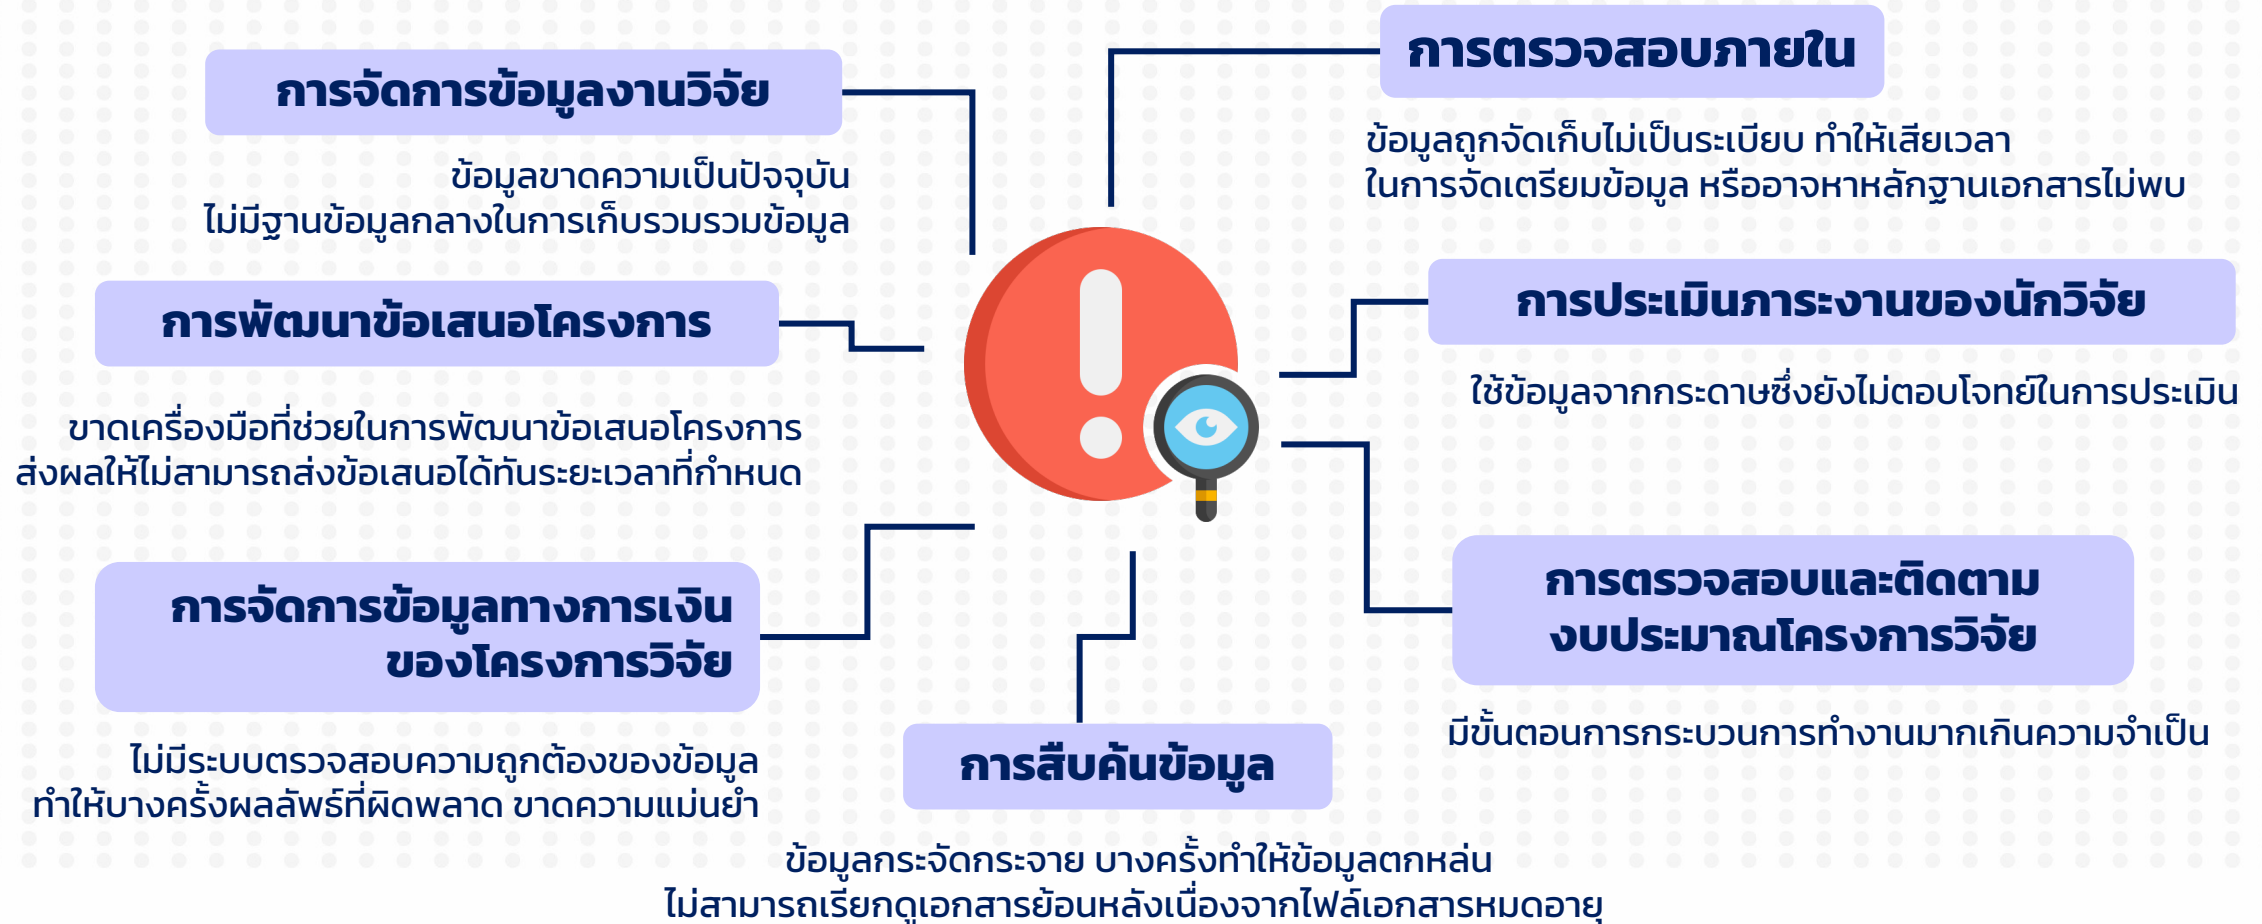 การจัดการข้อมูลงานวิจัย
ข้อมูลขาดความเป็นปัจจุบัน
ไม่มีฐานข้อมูลกลางในการเก็บรวมรวมข้อมูล
การพัฒนาข้อเสนอโครงการ
ขาดเครื่องมือที่ช่วยในการพัฒนาข้อเสนอโครงการ
ส่งผลให้ไม่สามารถส่งข้อเสนอได้ทันระยะเวลาที่กำหนด
การจัดการข้อมูลทางการเงิน
ของโครงการวิจัย
ไม่มีระบบตรวจสอบความถูกต้องของข้อมูล
ทำให้บางครั้งผลลัพธ์ที่ผิดพลาด ขาดความแม่นยำ
การสืบค้นข้อมูล
ข้อมูลกระจัดกระจาย บางครั้งทำให้ข้อมูลตกหล่น
ไม่สามารถเรียกดูเอกสารย้อนหลังเนื่องจากไฟล์เอกสารหมดอายุ
การตรวจสอบภายใน
ข้อมูลถูกจัดเก็บไม่เป็นระเบียบ ทำให้เสียเวลา
ในการจัดเตรียมข้อมูล หรืออาจหาหลักฐานเอกสารไม่พบ
การประเมินภาระงานของนักวิจัย
ใช้ข้อมูลจากกระดาษซึ่งยังไม่ตอบโจทย์ในการประเมิน
การตรวจสอบและติดตาม
งบประมาณโครงการวิจัย
มีขั้นตอนการกระบวนการทำงานมากเกินความจำเป็น